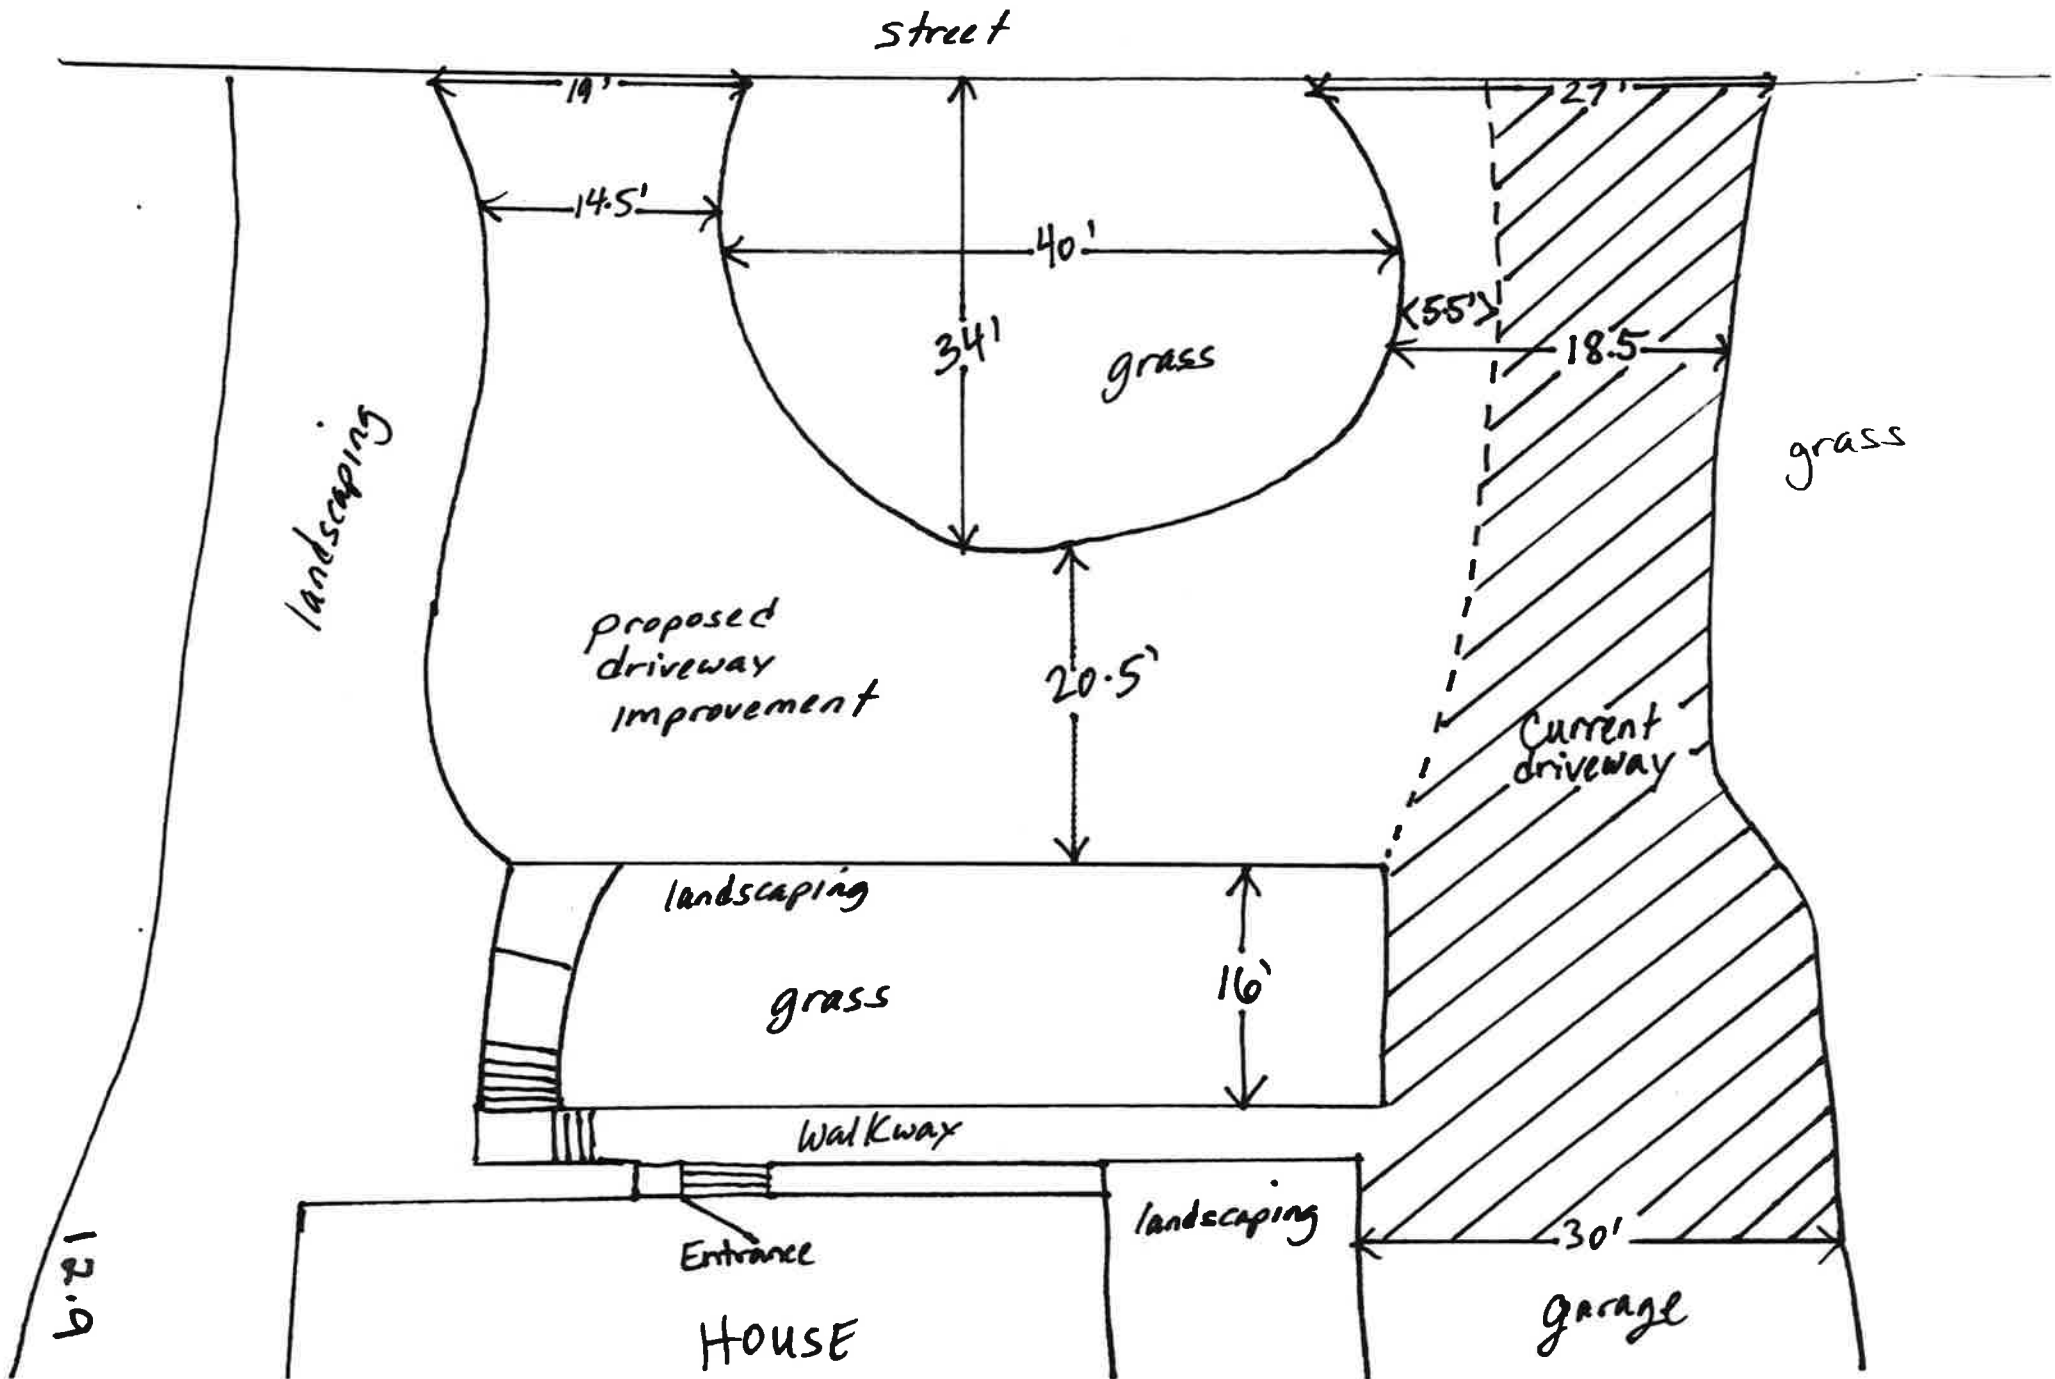 Street
19'
27'
14.5'
40'
5.5'
34'
grass
18.5
grass
landscaping
proposed
driveway
improvement
20.5'
Current
driveway
landscaping
grass
16'
Walkway
landscaping
Entrance
30'
HOUSE
garage
12.9